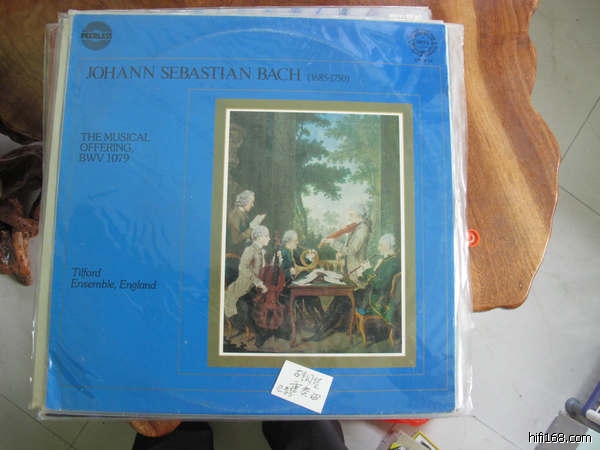 PEERLESS
JOHANN SEBASTIAN BACH (1685-1750)
THE MUSICAL
OFFERING,
BWV 1079
Tilford
Ensemble, England
hifi168.com